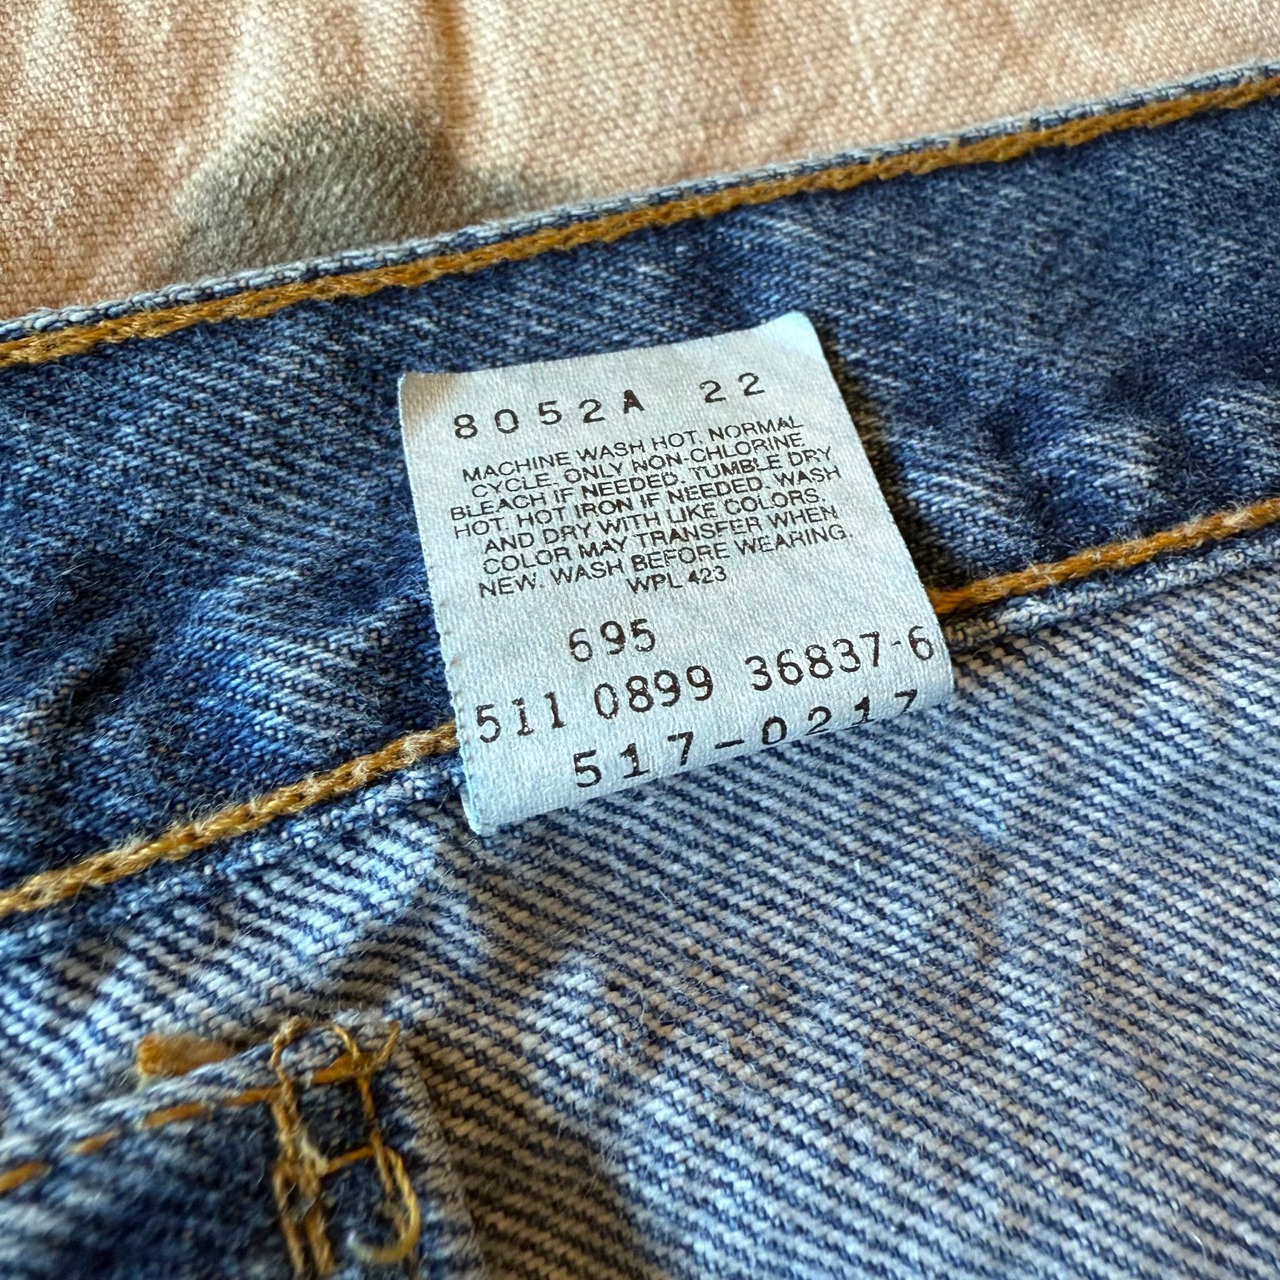 8052A 22
MACHINE WASH HOT, NORMAL
CYCLE. ONLY NON-CHLORINE
BLEACH IF NEEDED. TUMBLE DRY
HOT. HOT IRON IF NEEDED. WASH
AND DRY WITH LIKE COLORS.
COLOR MAY TRANSFER WHEN
NEW. WASH BEFORE WEARING.
WPL 423
695
511 0899 36837-6
517-0217